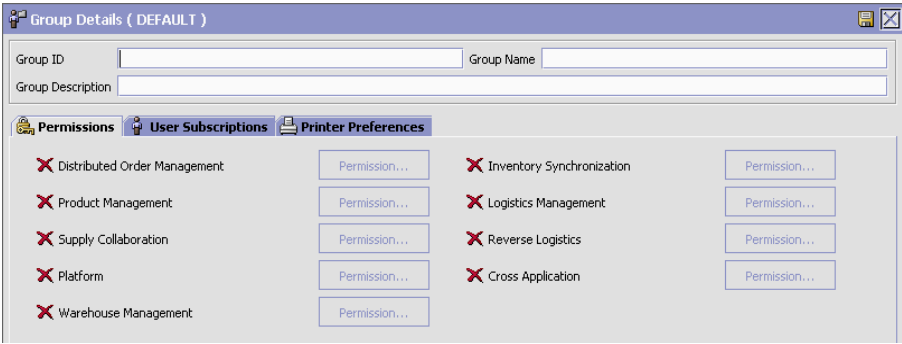 Group Details ( DEFAULT )
Group ID Group Name
Group Description
Permissions User Subscriptions Printer Preferences
Distributed Order Management Permission... Inventory Synchronization Permission...
Product Management Permission... Logistics Management Permission...
Supply Collaboration Permission... Reverse Logistics Permission...
Platform Permission... Cross Application Permission...
Warehouse Management Permission...